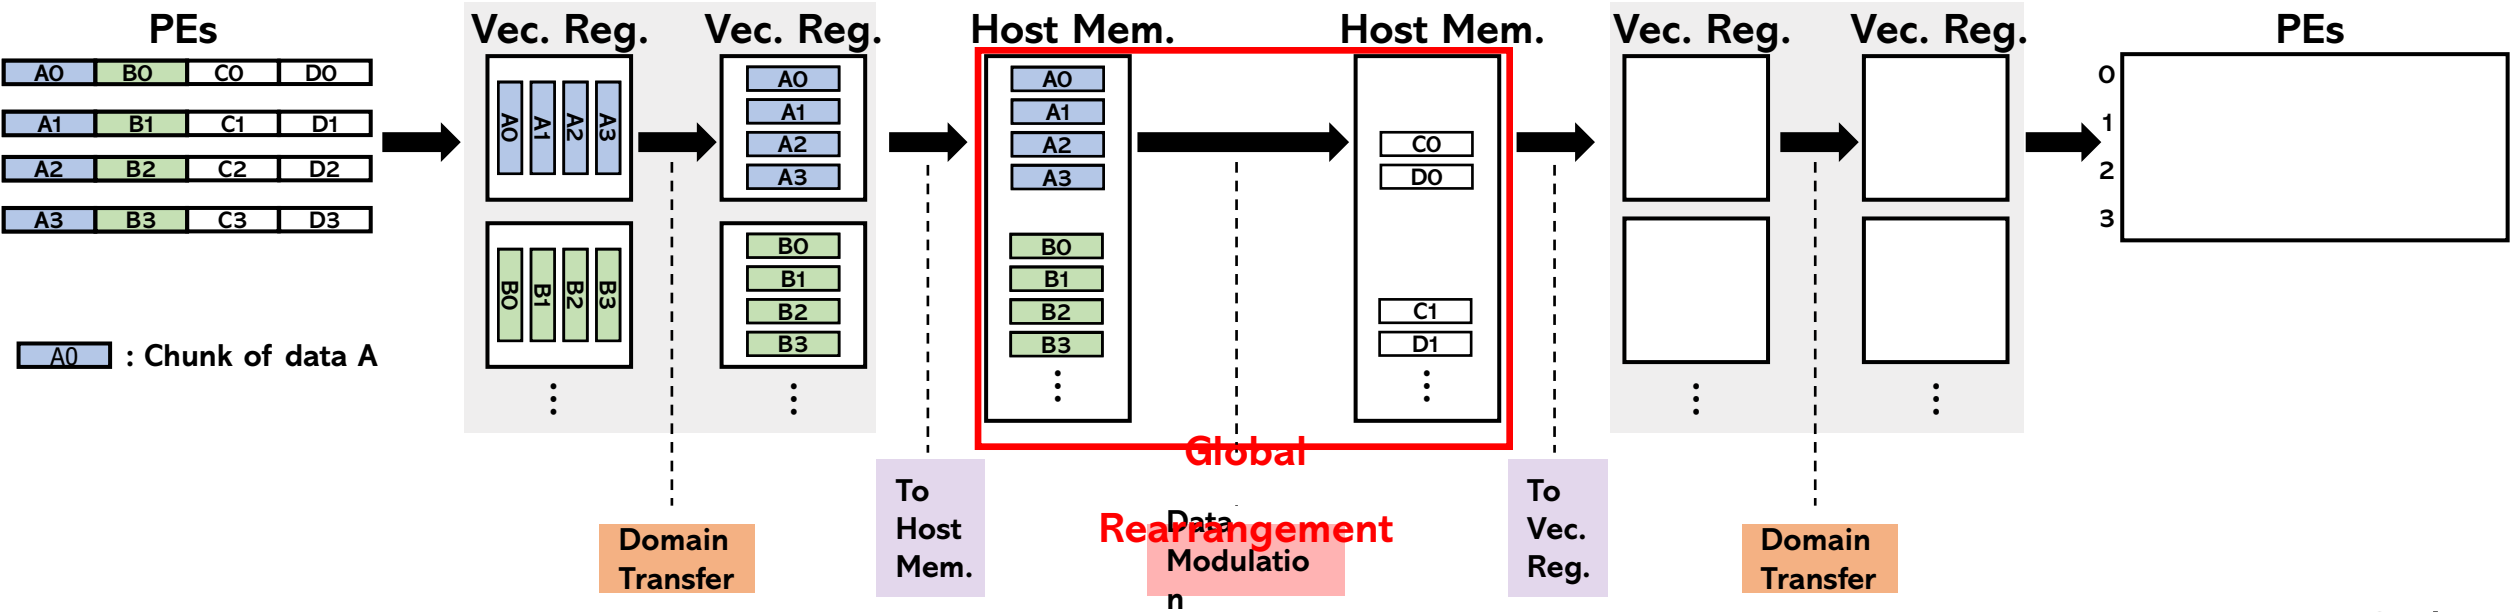 PEs
Vec. Reg.
Vec. Reg.
Host Mem.
Host Mem.
Vec. Reg.
Vec. Reg.
PEs
A0 B0 C0 D0
A1 B1 C1 D1
A2 B2 C2 D2
A3 B3 C3 D3
A0 : Chunk of data A
A0 A1 A2 A3
B0 B1 B2 B3
⋮
A0
A1
A2
A3
B0
B1
B2
B3
⋮
A0
A1
A2
A3
B0
B1
B2
B3
⋮
C0
D0
C1
D1
⋮
⋮
⋮
0
1
2
3
Domain
Transfer
To
Host
Mem.
Global
Rearrangement
Data
Modulatio
n
To
Vec.
Reg.
Domain
Transfer